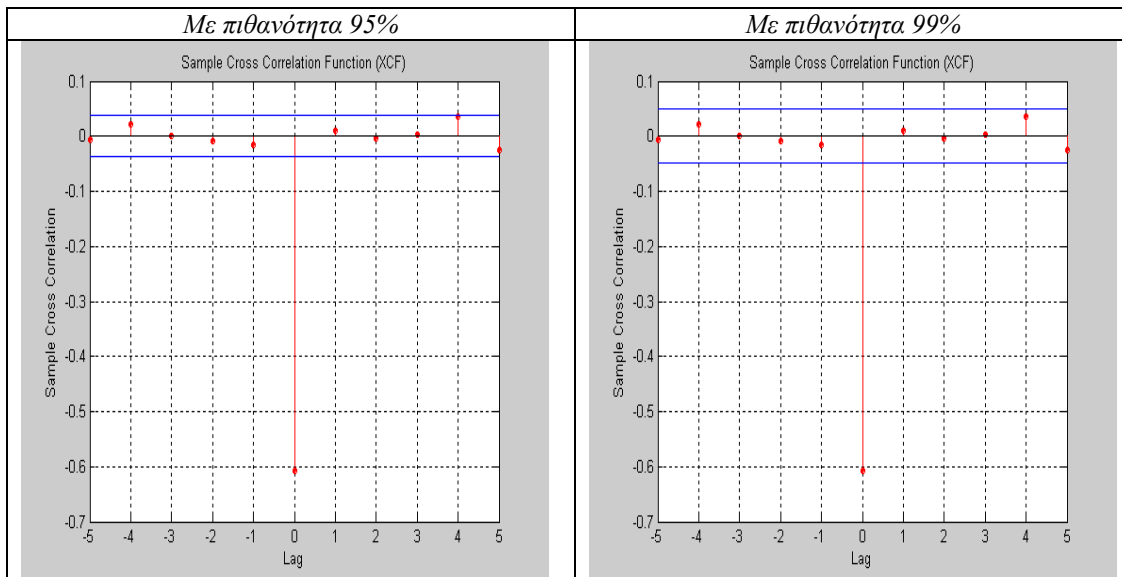 Με πιθανότητα 95%
Με πιθανότητα 99%
Sample Cross Correlation Function (XCF)
Sample Cross Correlation
0.1
0
-0.1
-0.2
-0.3
-0.4
-0.5
-0.6
-0.7
-5 -4 -3 -2 -1 0 1 2 3 4 5
Lag
Sample Cross Correlation Function (XCF)
Sample Cross Correlation
0.1
0
-0.1
-0.2
-0.3
-0.4
-0.5
-0.6
-0.7
-5 -4 -3 -2 -1 0 1 2 3 4 5
Lag